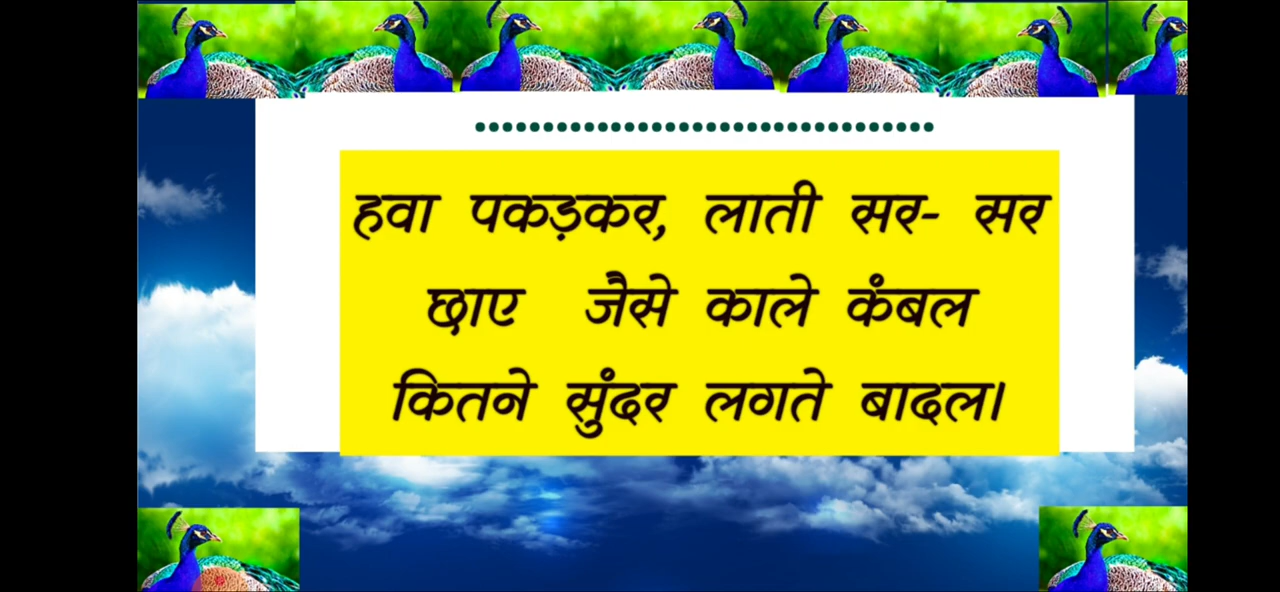 हवा पकड़कर, लाती सर- सर
छाए जैसे काले कंबल
कितने सुंदर लगते बादल।